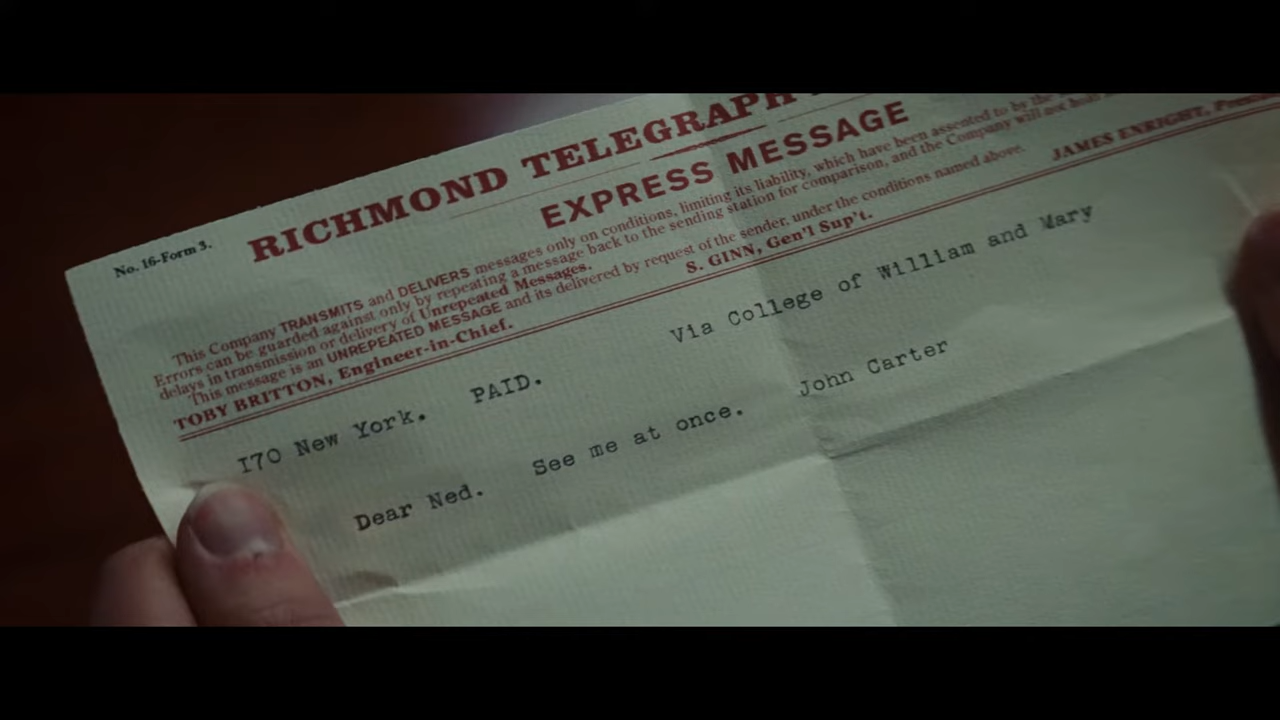 No. 16-Form 3.
RICHMOND TELEGRAPH
EXPRESS MESSAGE
This Company TRANSMITS and DELIVERS messages only on conditions, limiting its liability, which have been assented to by the
Errors can be guarded against only by repeating a message back to the sending station for comparison, and the Company will not hold
delays in transmission or delivery of Unrepeated Messages.
This message is an UNREPEATED MESSAGE and its delivered by request of the sender, under the conditions named above.
TOBY BRITTON, Engineer-in-Chief. S. GINN, Gen'l Sup't. JAMES ENRIGHT,
170 New York. PAID. Via College of William and Mary
Dear Ned. See me at once. John Carter